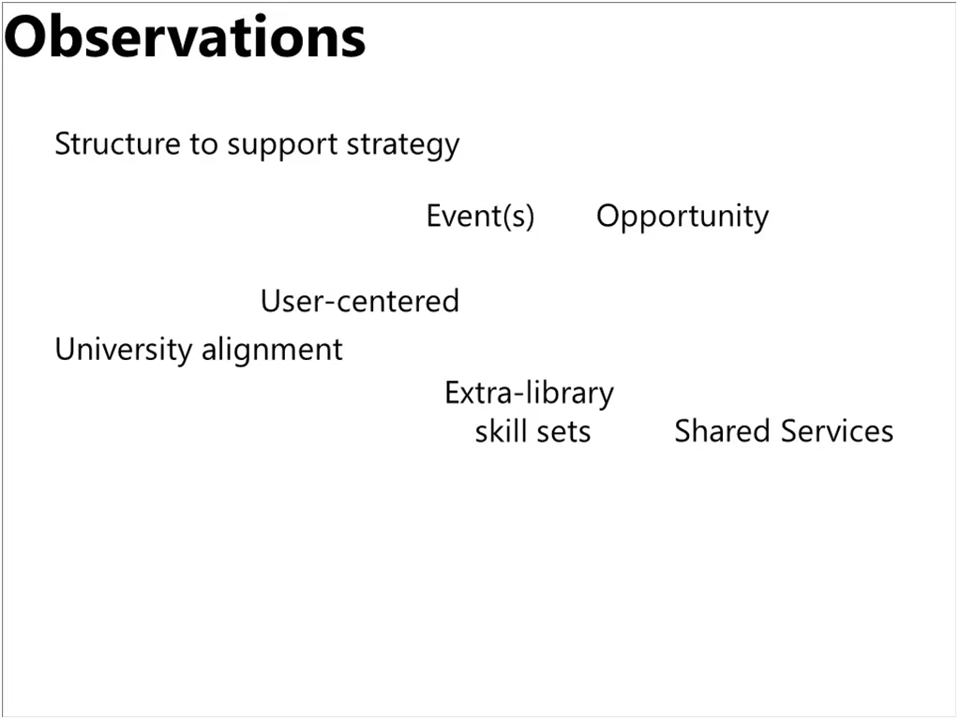 Observations
Structure to support strategy
Event(s) Opportunity
User-centered
University alignment
Extra-library
skill sets Shared Services